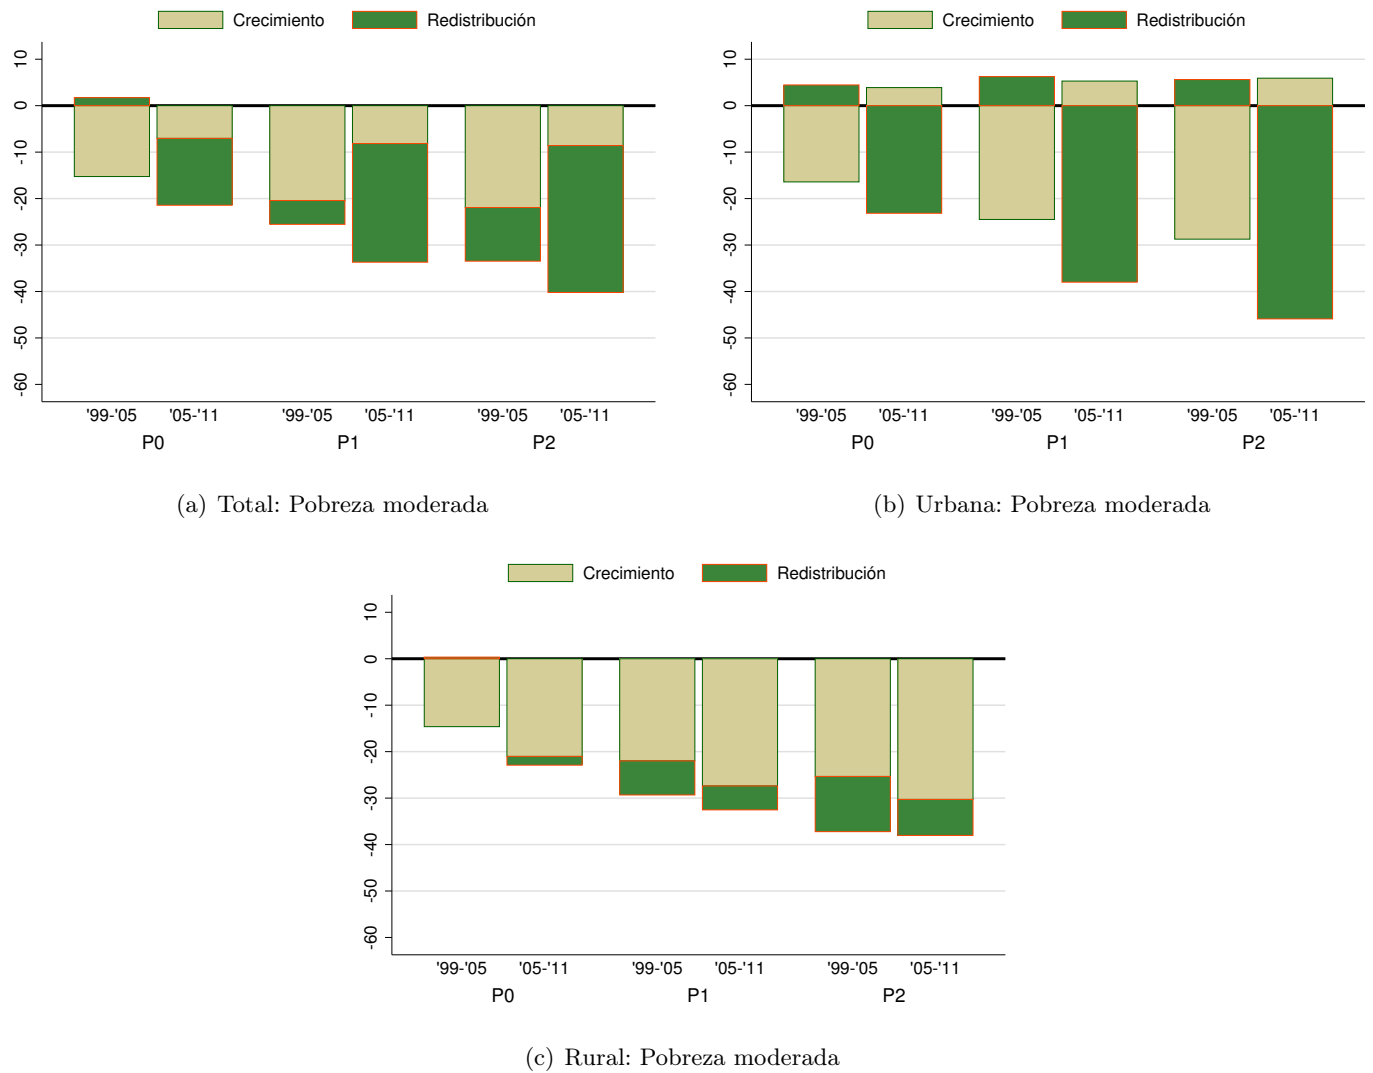 Crecimiento Redistribución
10
0
-10
-20
-30
-40
-50
-60
'99-'05 '05-'11 '99-'05 '05-'11 '99-'05 '05-'11
P0 P1 P2
(a) Total: Pobreza moderada
Crecimiento Redistribución
10
0
-10
-20
-30
-40
-50
-60
'99-'05 '05-'11 '99-'05 '05-'11 '99-'05 '05-'11
P0 P1 P2
(b) Urbana: Pobreza moderada
Crecimiento Redistribución
10
0
-10
-20
-30
-40
-50
-60
'99-'05 '05-'11 '99-'05 '05-'11 '99-'05 '05-'11
P0 P1 P2
(c) Rural: Pobreza moderada